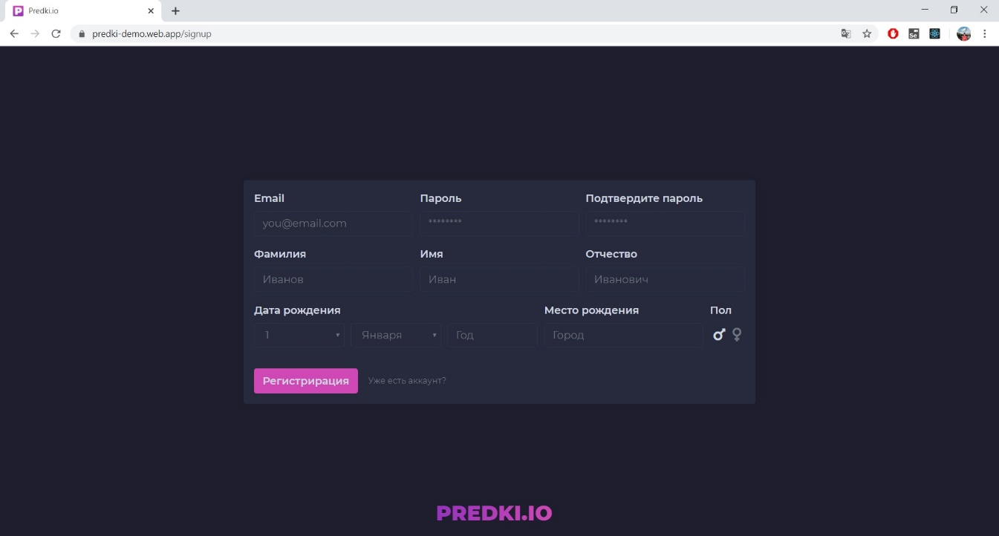 Predki.io
predki-demo.web.app/signup
Email Пароль Подтвердите пароль
you@email.com ******** ********
Фамилия Имя Отчество
Иванов Иван Иванович
Дата рождения Место рождения Пол
1 Января Год Город
Регистрирация Уже есть аккаунт?
PREDKI.IO